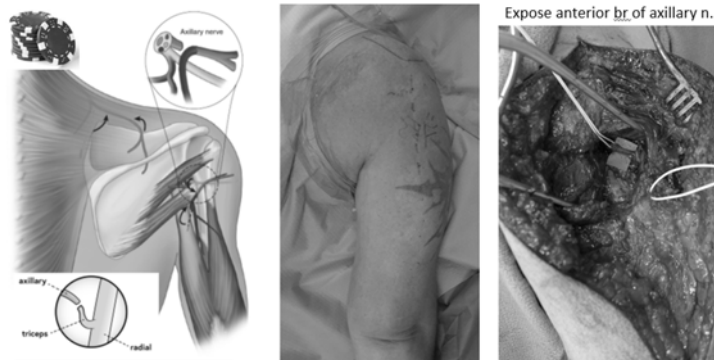 Expose anterior br of axillary n.
Axillary nerve
axillary
triceps
radial